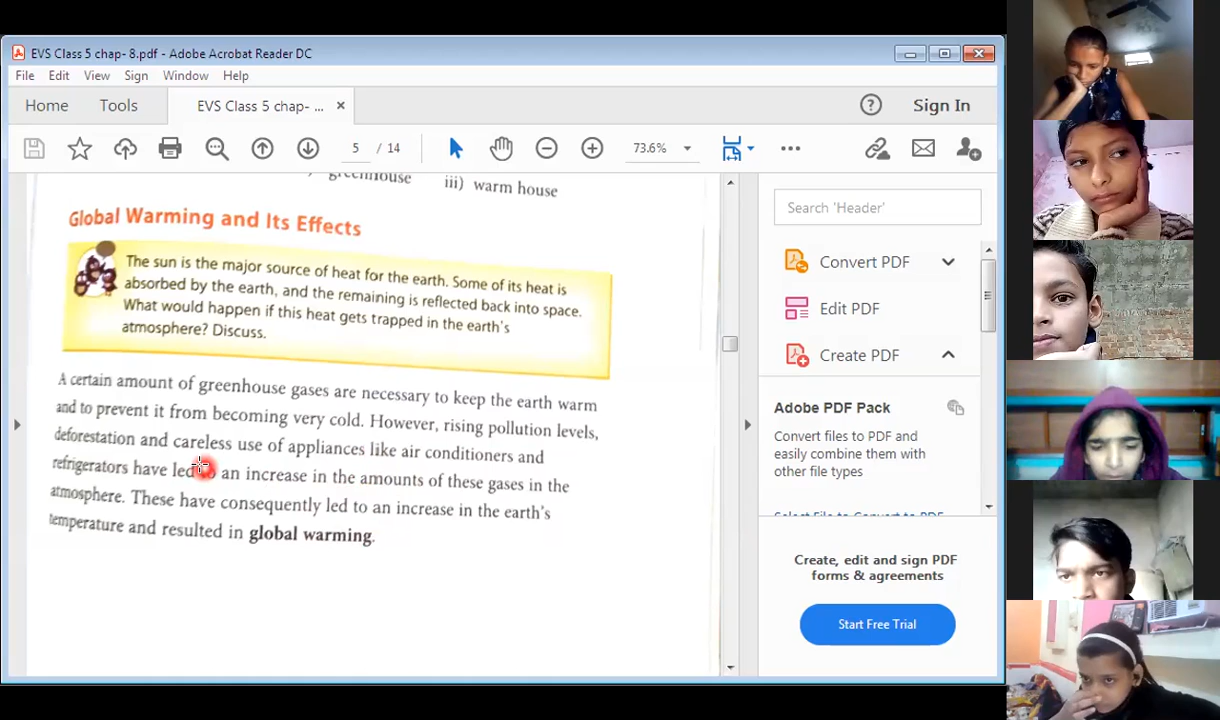 EVS Class 5 chap- 8.pdf - Adobe Acrobat Reader DC
File Edit View Sign Window Help
Home Tools EVS Class 5 chap- ... × Sign In
5 / 14 73.6%
greenhouse iii) warm house
Global Warming and Its Effects
The sun is the major source of heat for the earth. Some of its heat is
absorbed by the earth, and the remaining is reflected back into space.
What would happen if this heat gets trapped in the earth's
atmosphere? Discuss.
A certain amount of greenhouse gases are necessary to keep the earth warm
and to prevent it from becoming very cold. However, rising pollution levels,
deforestation and careless use of appliances like air conditioners and
refrigerators have led to an increase in the amounts of these gases in the
atmosphere. These have consequently led to an increase in the earth's
temperature and resulted in global warming.
Search 'Header'
Convert PDF
Edit PDF
Create PDF
Adobe PDF Pack
Convert files to PDF and
easily combine them with
other file types
Select File to Convert to PDF
Create, edit and sign PDF
forms & agreements
Start Free Trial